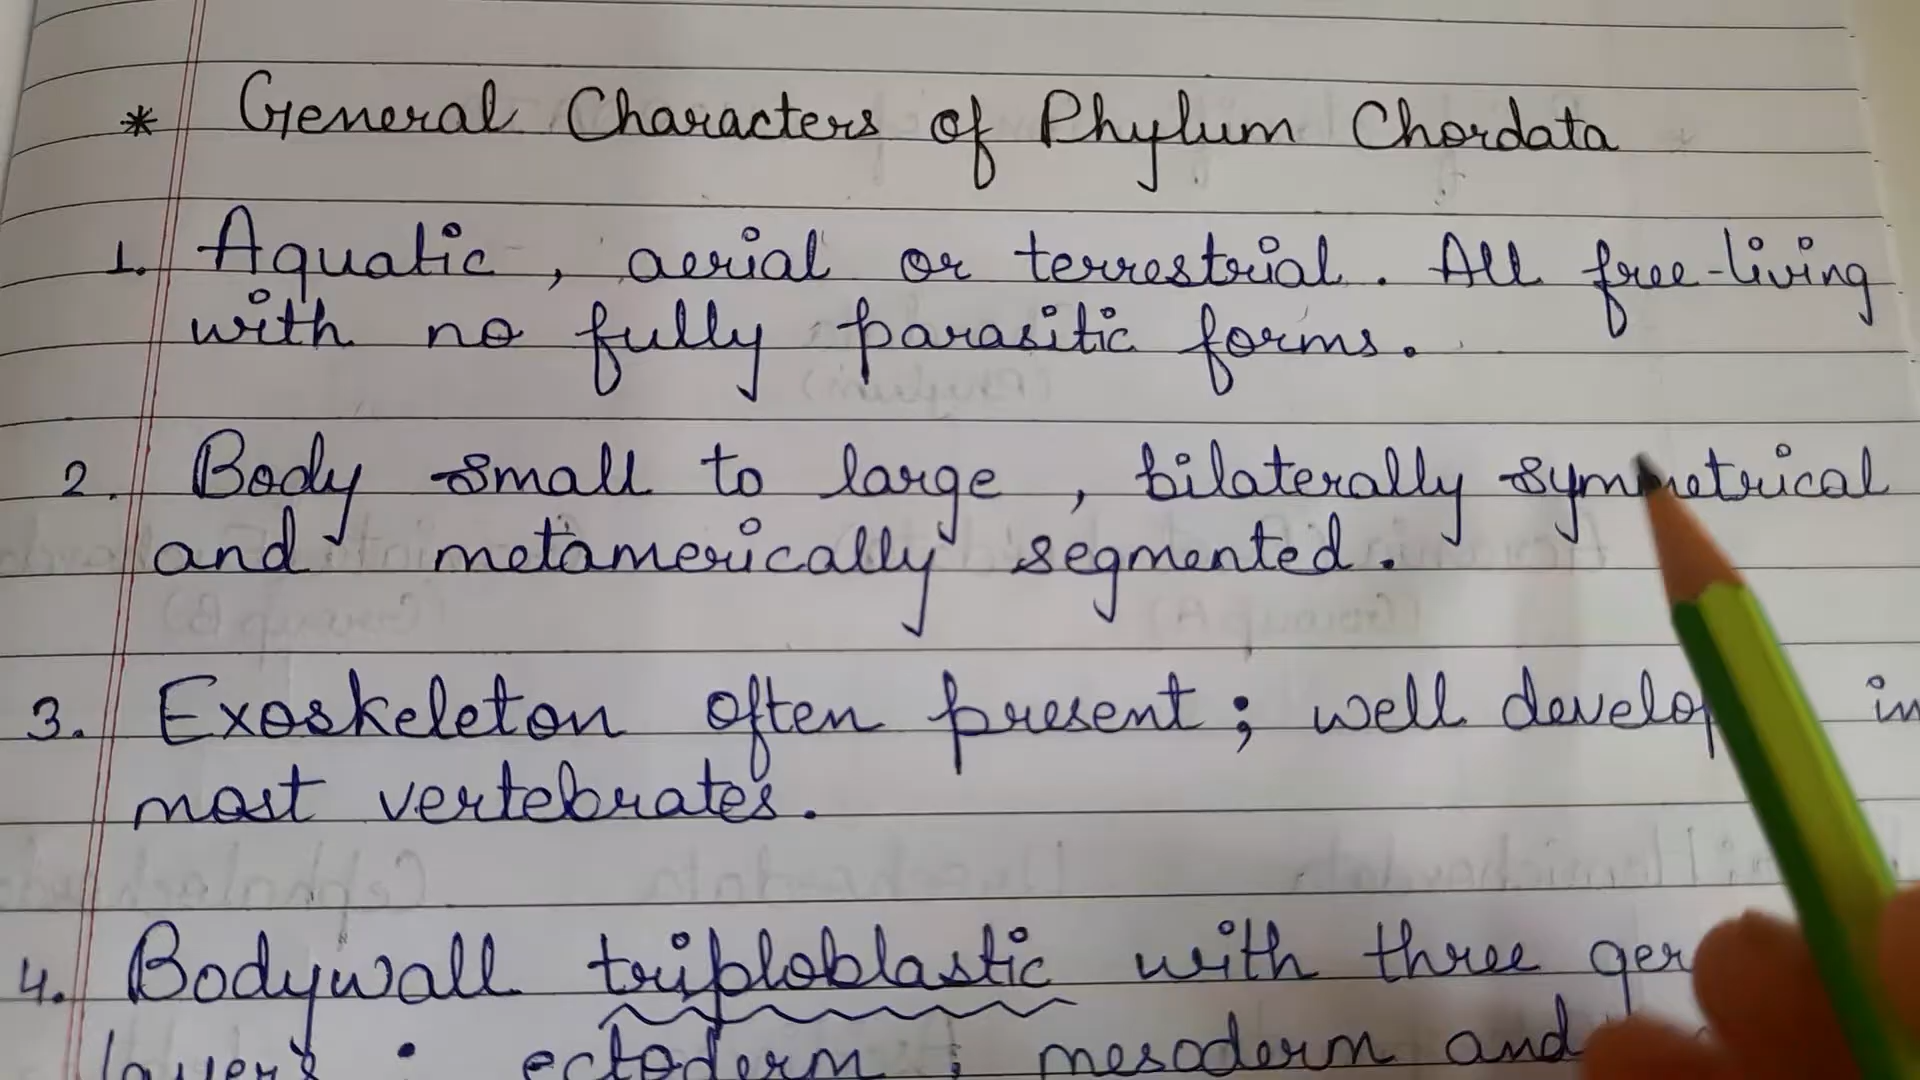 * General Characters of Phylum Chordata
1. Aquatic, aerial or terrestrial. All free-living
with no fully parasitic forms.
2. Body small to large, bilaterally symmetrical
and metamerically segmented.
3. Exoskeleton often present; well in
most vertebrates.
4. Bodywall triploblastic with three
layers: ectoderm, mesoderm and